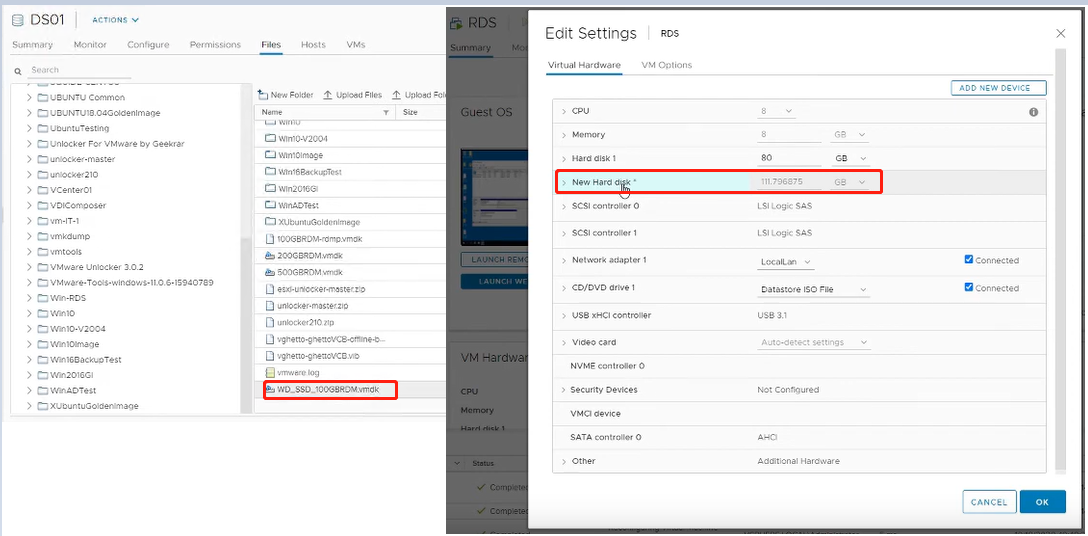 DS01 ACTIONS
Summary Monitor Configure Permissions Files Hosts VMs
Search
UBUNTU Common
UBUNTU18.04GoldenImage
UbuntuTesting
Unlocker For VMware by Geekrar
unlocker-master
unlocker210
VCenter01
VDIComposer
vm-IT-1
vmkdump
vmtools
VMware Unlocker 3.0.2
VMware-Tools-windows-11.0.6-15940789
Win-RDS
Win10
Win10-V2004
Win10Image
Win16BackupTest
Win2016GI
WinADTest
XUbuntuGoldenImage
New Folder Upload Files Upload Fol
Name Size
Win10
Win10-V2004
Win10Image
Win16BackupTest
Win2016GI
WinADTest
XUbuntuGoldenImage
100GBRDM-rdmp.vmdk
200GBRDM.vmdk
500GBRDM.vmdk
esxi-unlocker-master.zip
unlocker-master.zip
unlocker210.zip
vghetto-ghettoVCB-offline-b...
vghetto-ghettoVCB.vib
vmware.log
WD_SSD_100GBRDM.vmdk
RDS
Summary Mo
Guest OS
LAUNCH REMO
LAUNCH WE
VM Hardwar
CPU
Memory
Hard disk 1
Status
Complete
Complete
Edit Settings RDS
Virtual Hardware VM Options
ADD NEW DEVICE
CPU 8
Memory 8 GB
Hard disk 1 80 GB
New Hard disk * 111.796875 GB
SCSI controller 0 LSI Logic SAS
SCSI controller 1 LSI Logic SAS
Network adapter 1 LocalLan Connected
CD/DVD drive 1 Datastore ISO File Connected
USB xHCI controller USB 3.1
Video card Auto-detect settings
NVME controller 0
Security Devices Not Configured
VMCI device
SATA controller 0 AHCI
Other Additional Hardware
CANCEL OK